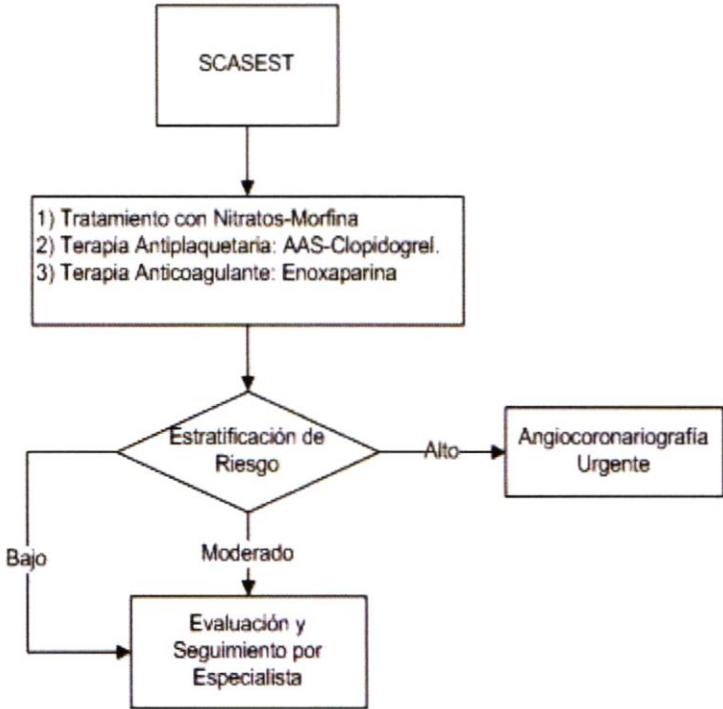 SCASEST
1) Tratamiento con Nitratos-Morfina
2) Terapia Antiplaquetaria: AAS-Clopidogrel.
3) Terapia Anticoagulante: Enoxaparina
Estratificación de
Riesgo
Alto
Angiocoronariografía
Urgente
Bajo
Moderado
Evaluación y
Seguimiento por
Especialista